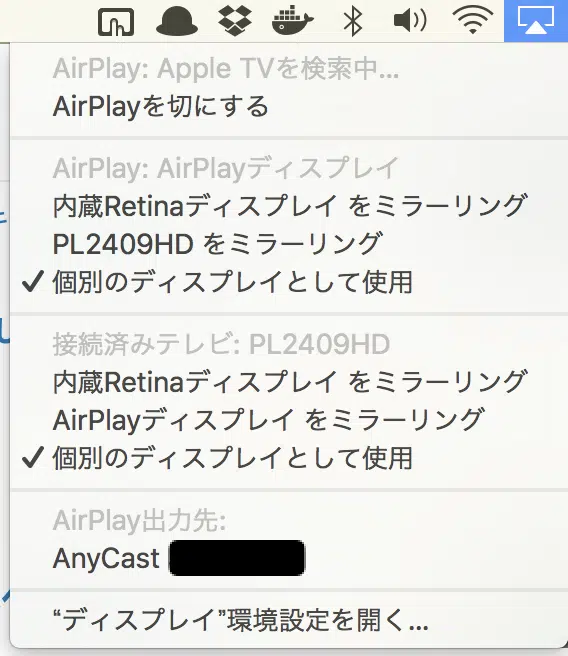 AirPlay: Apple TVを検索中...
AirPlayを切にする
AirPlay: AirPlayディスプレイ
内蔵Retinaディスプレイ をミラーリング
PL2409HD をミラーリング
✓ 個別のディスプレイとして使用
接続済みテレビ: PL2409HD
内蔵Retinaディスプレイ をミラーリング
AirPlayディスプレイ をミラーリング
✓ 個別のディスプレイとして使用
AirPlay出力先:
AnyCast
“ディスプレイ”環境設定を開く...